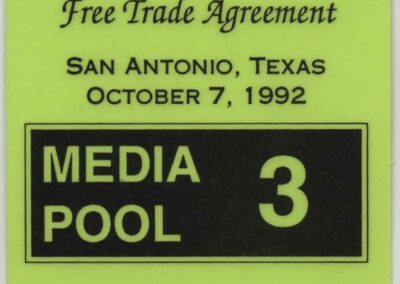 Free Trade Agreement
San Antonio, Texas
October 7, 1992
MEDIA 3
POOL